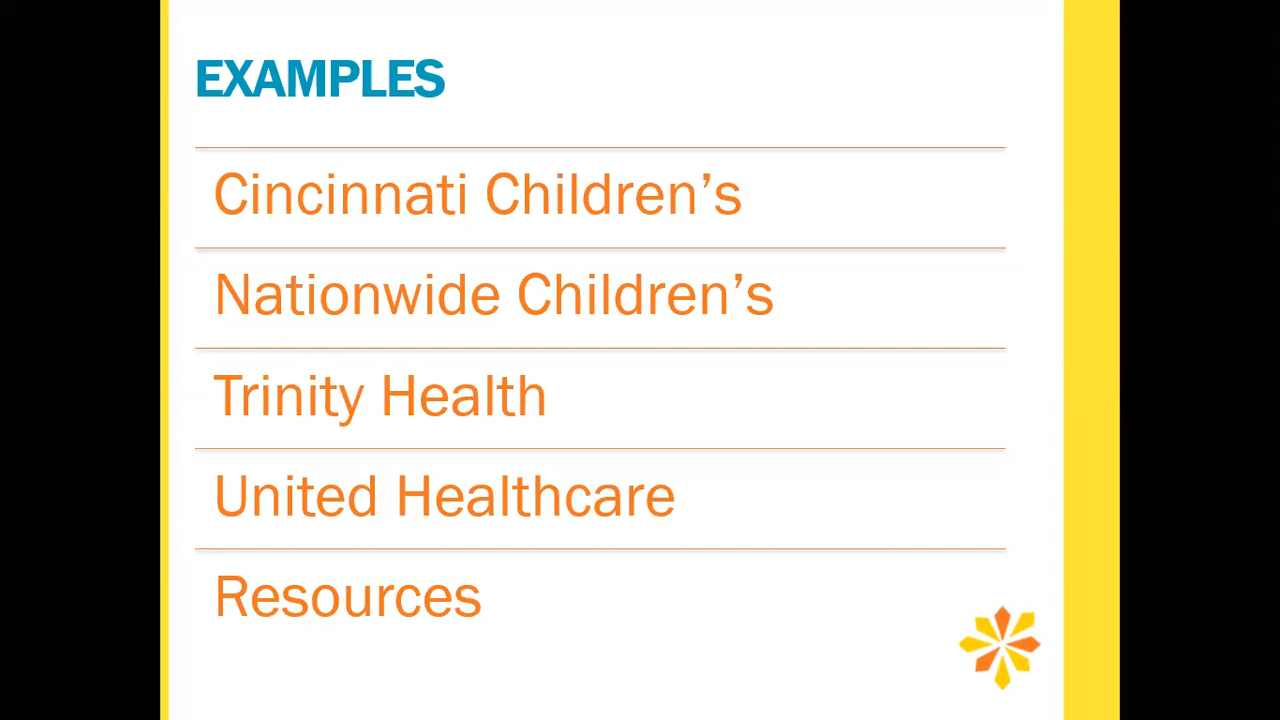 EXAMPLES
Cincinnati Children’s
Nationwide Children’s
Trinity Health
United Healthcare
Resources